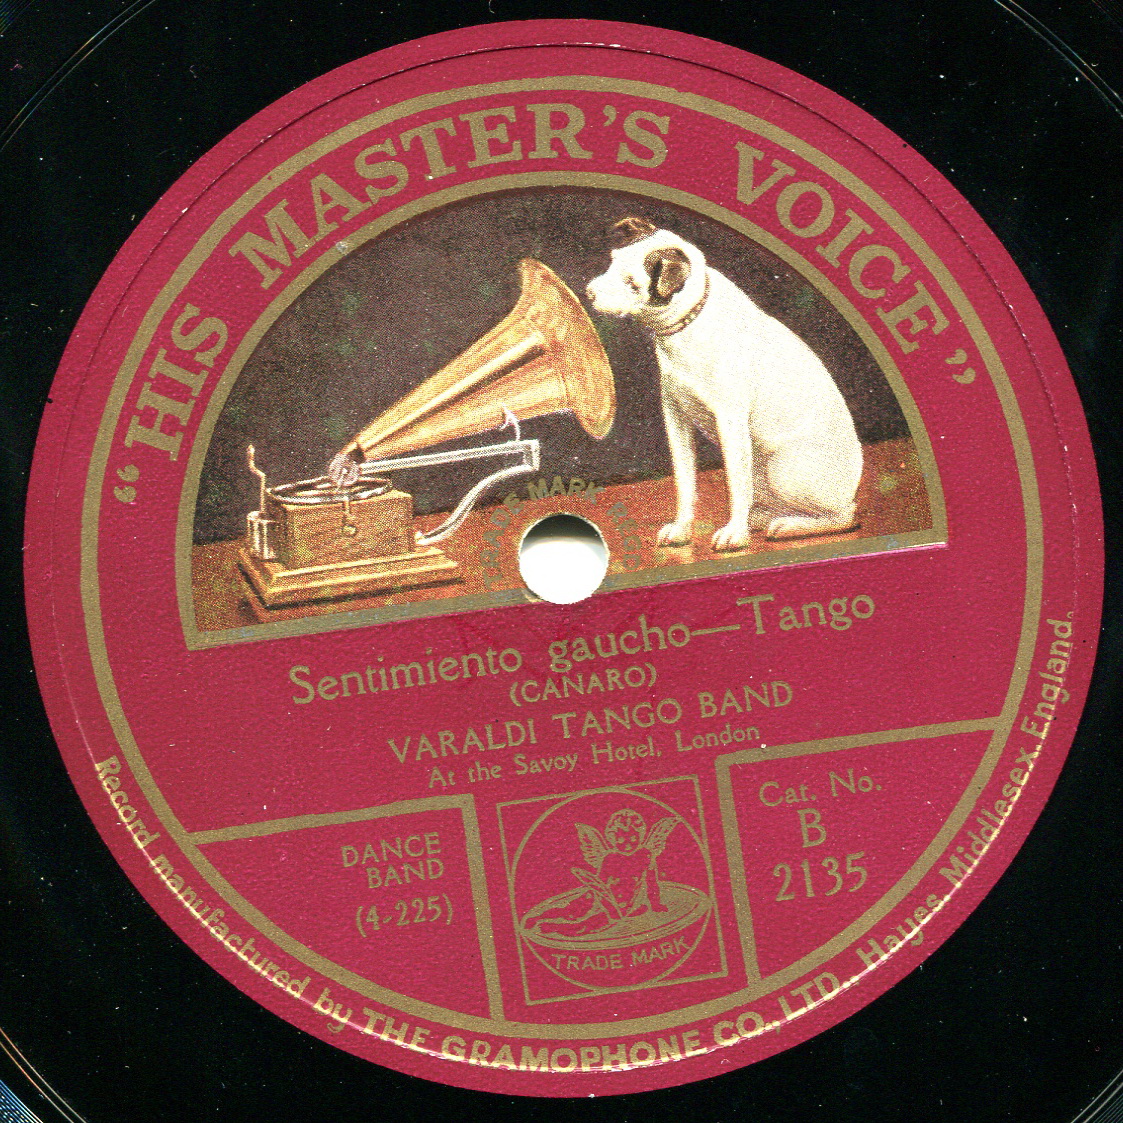 “HIS MASTER'S VOICE”
TRADE MARK REGD
Sentimiento gaucho—Tango
(CANARO)
VARALDI TANGO BAND
At the Savoy Hotel, London
DANCE
BAND
(4-225)
TRADE MARK
Cat. No.
B
2135
Record manufactured by THE GRAMOPHONE CO., LTD., Hayes, Middlesex, England.